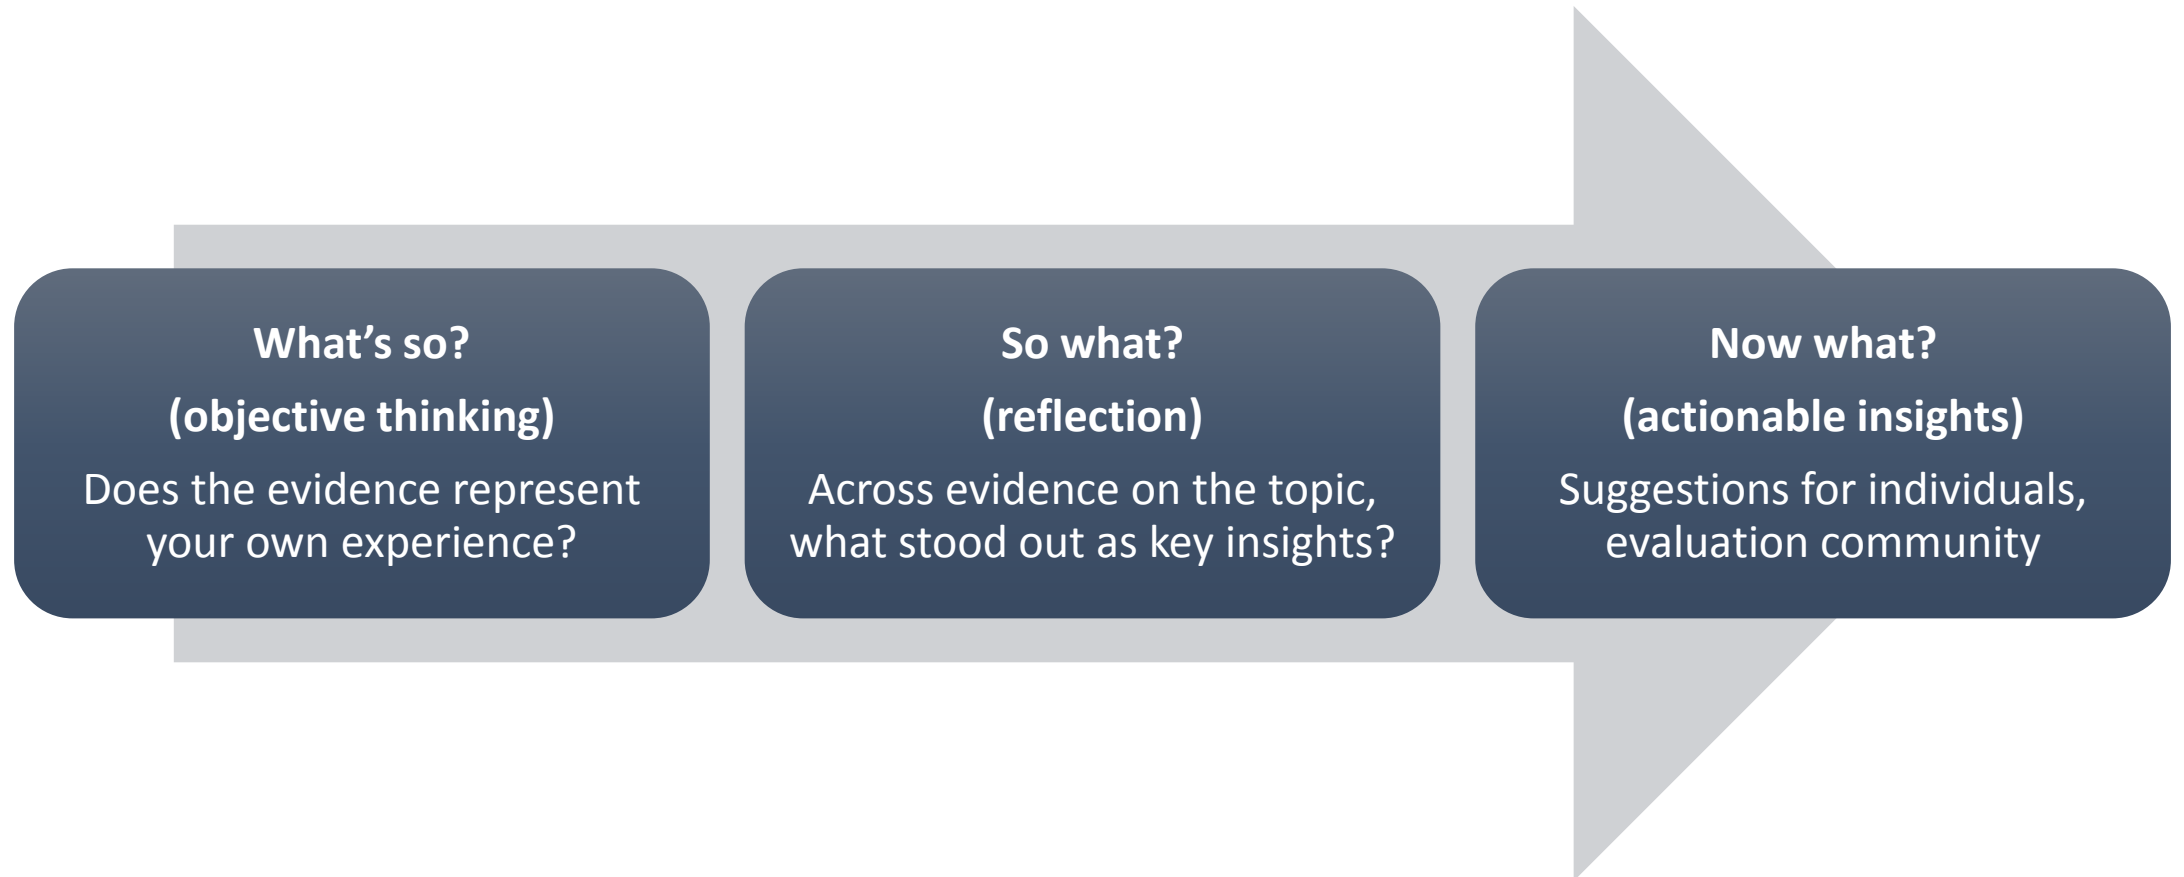 What’s so?
(objective thinking)
Does the evidence represent
your own experience?
So what?
(reflection)
Across evidence on the topic,
what stood out as key insights?
Now what?
(actionable insights)
Suggestions for individuals,
evaluation community